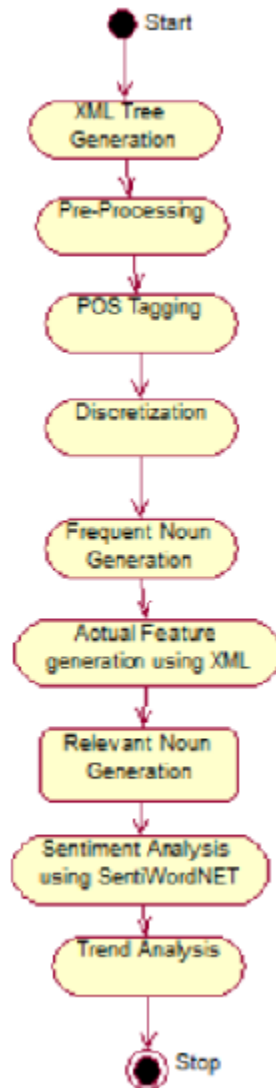 Start
XML Tree
Generation
Pre-Processing
POS Tagging
Discretization
Frequent Noun
Generation
Actual Feature
generation using XML
Relevant Noun
Generation
Sentiment Analysis
using SentiWordNET
Trend Analysis
Stop